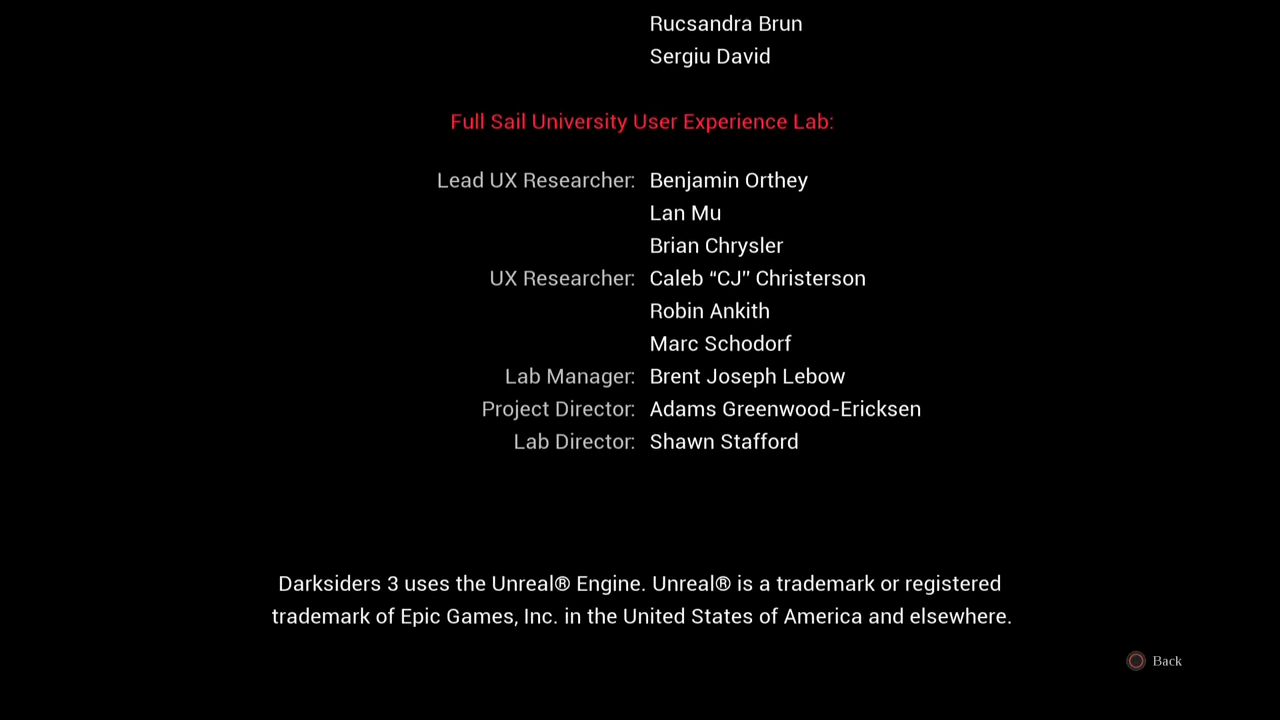 Rucsandra Brun
Sergiu David
Full Sail University User Experience Lab:
Lead UX Researcher: Benjamin Orthey
Lan Mu
Brian Chrysler
UX Researcher: Caleb “CJ” Christerson
Robin Ankith
Marc Schodorf
Lab Manager: Brent Joseph Lebow
Project Director: Adams Greenwood-Ericksen
Lab Director: Shawn Stafford
Darksiders 3 uses the Unreal® Engine. Unreal® is a trademark or registered
trademark of Epic Games, Inc. in the United States of America and elsewhere.
Back